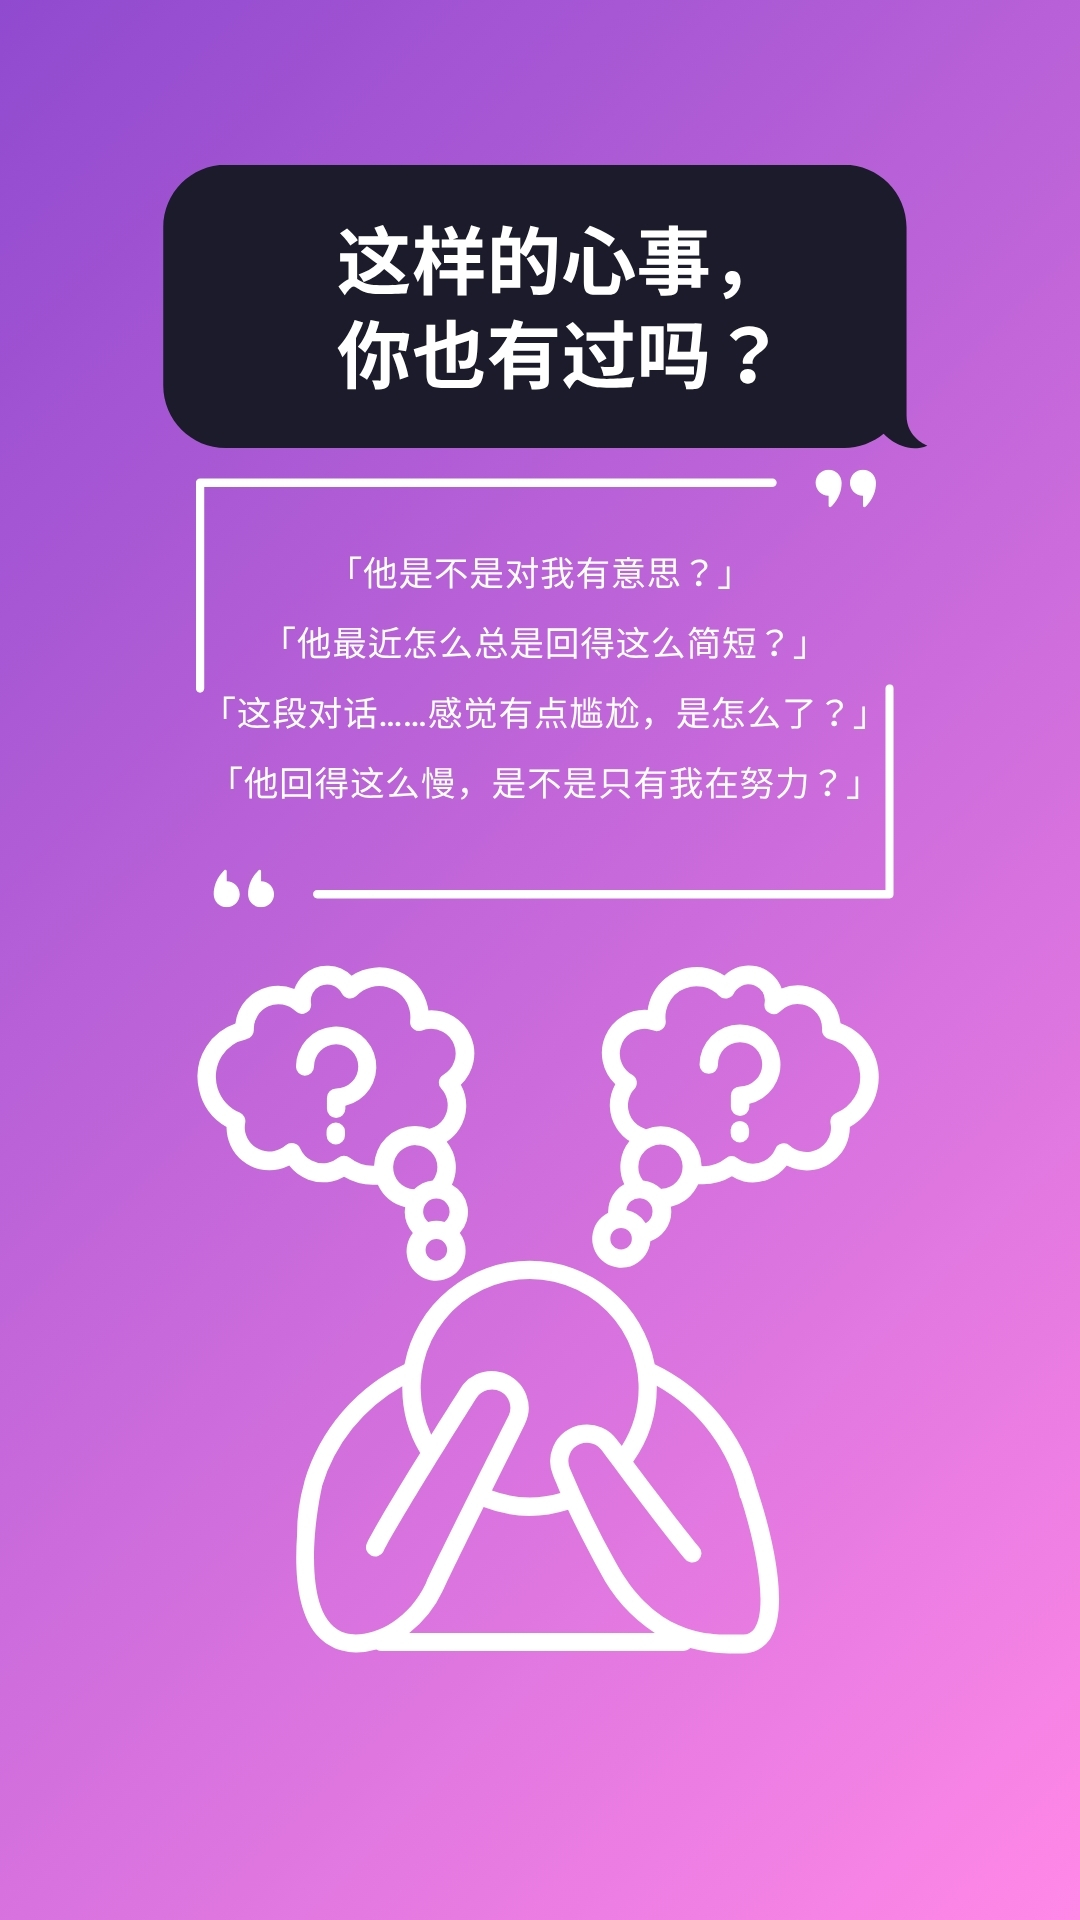 这样的心事，
你也有过吗？
「他是不是对我有意思？」
「他最近怎么总是回得这么简短？」
「这段对话……感觉有点尴尬，是怎么了？」
「他回得这么慢，是不是只有我在努力？」